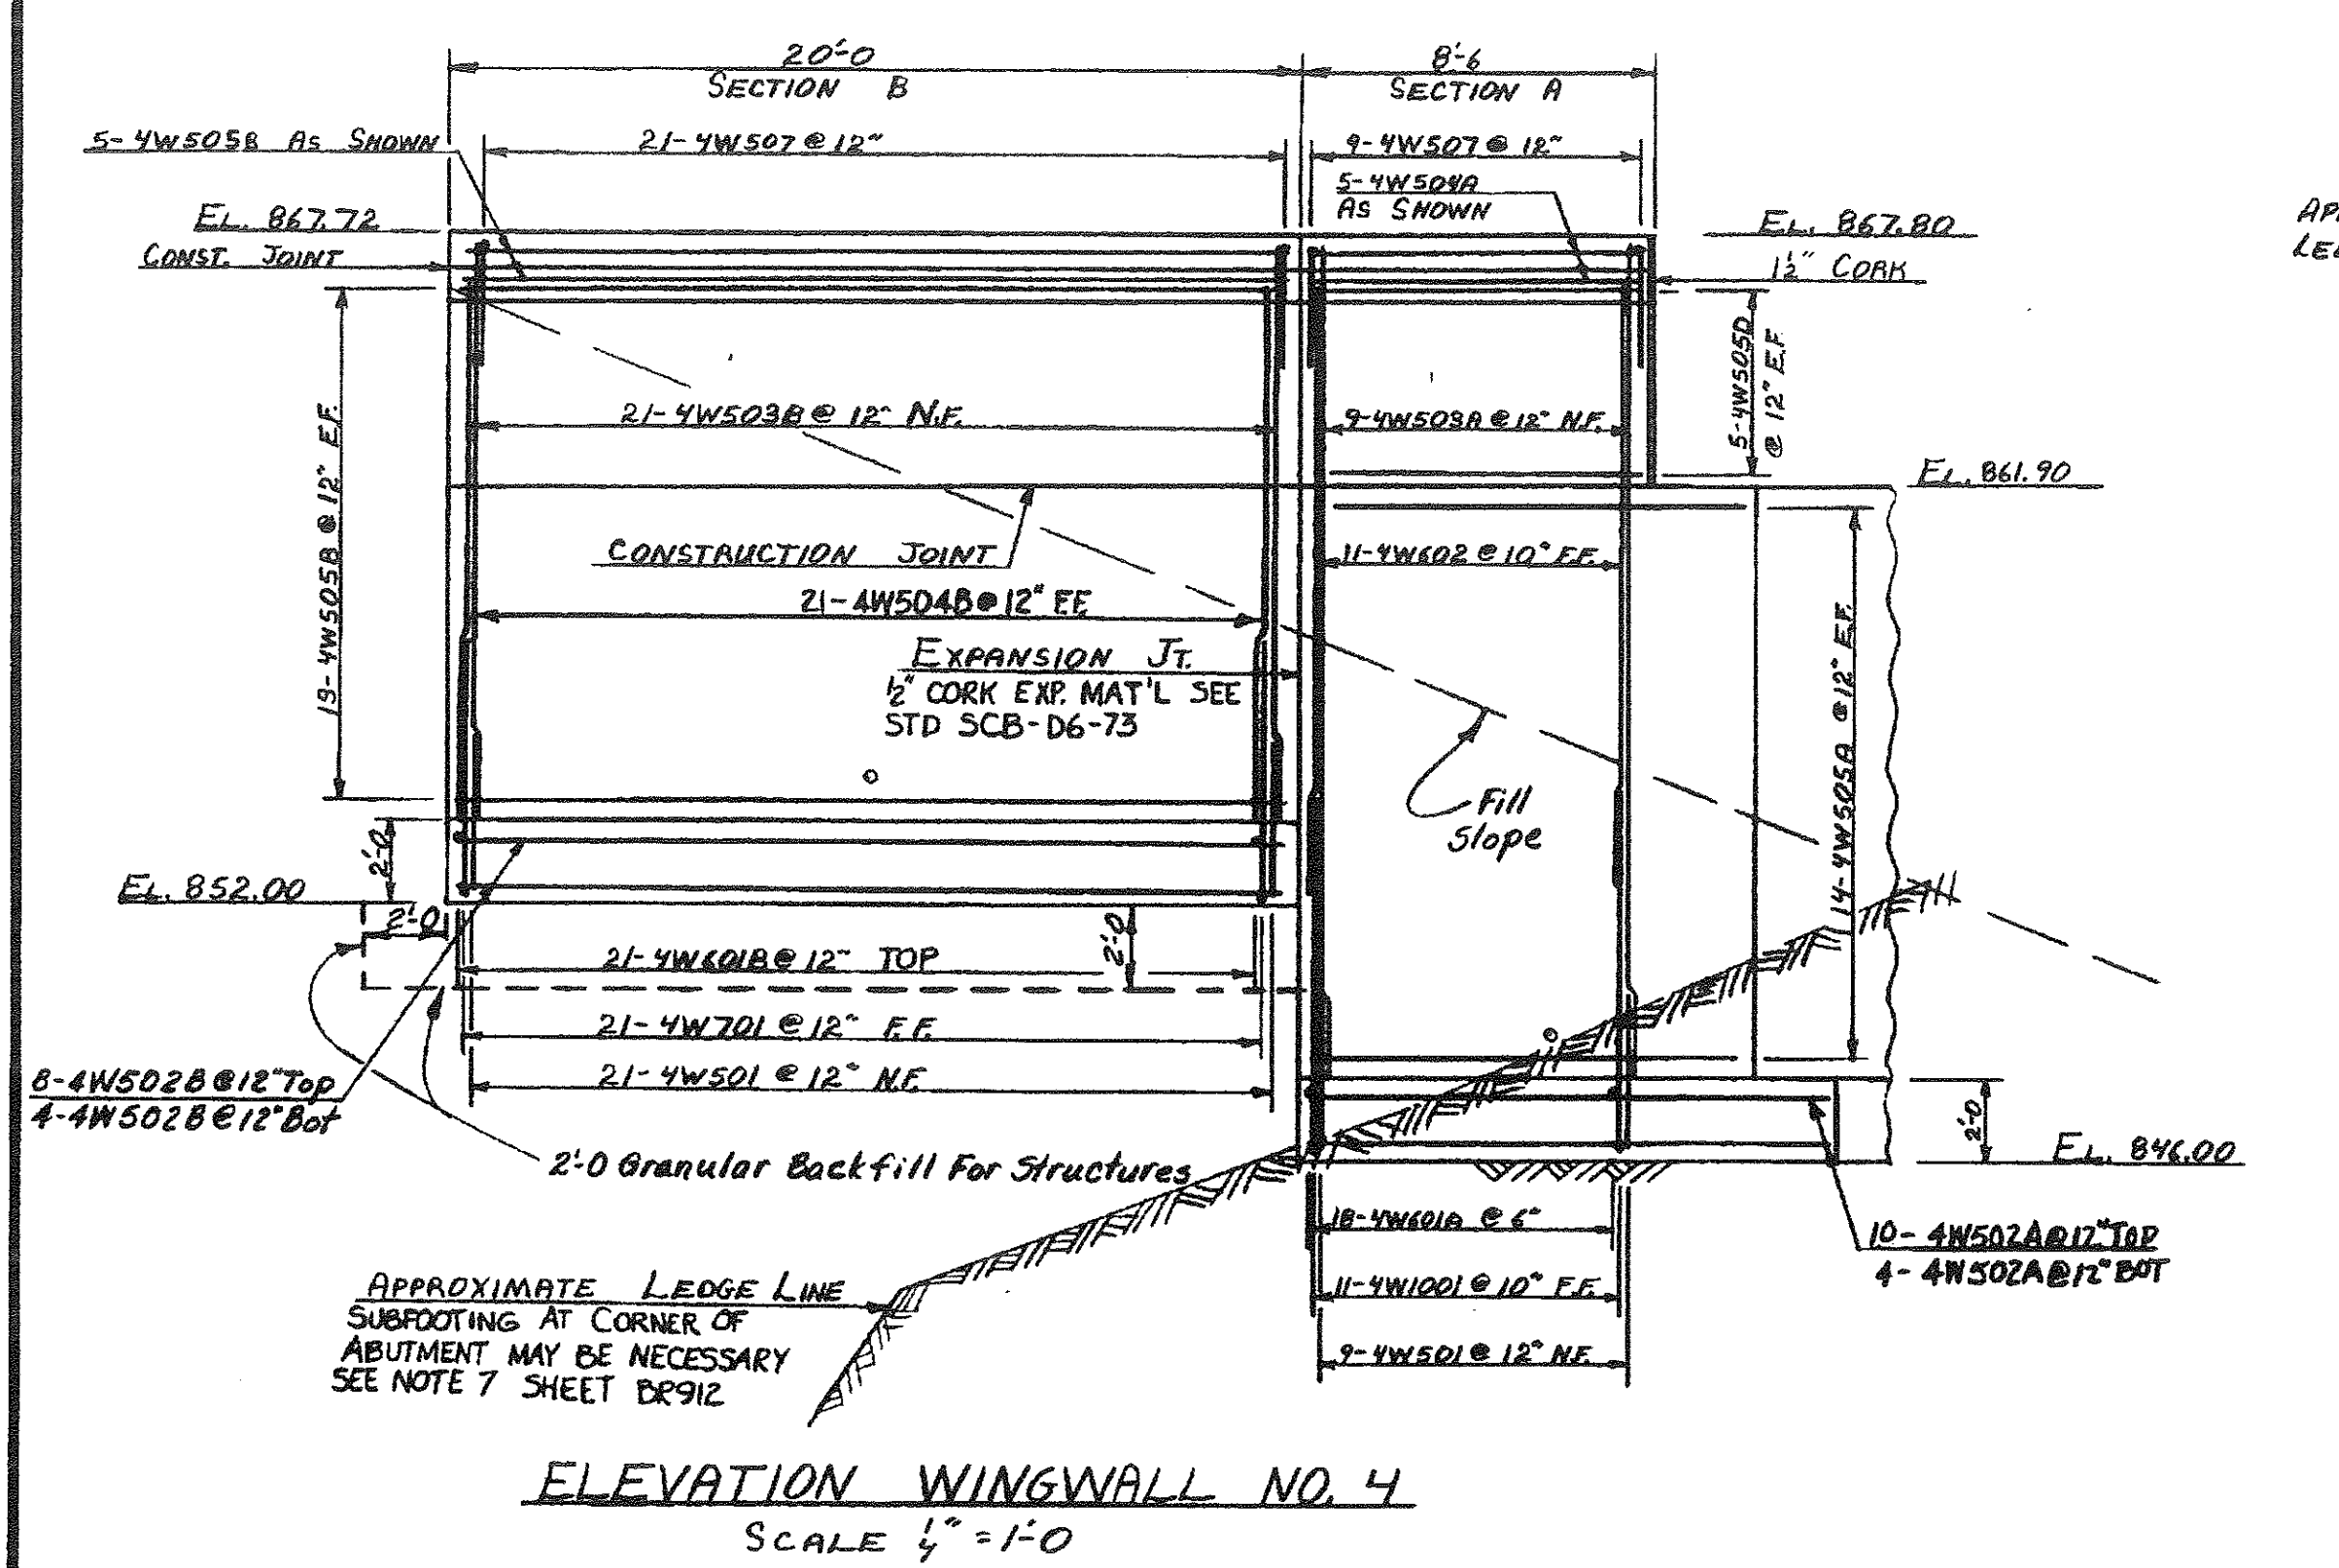 20'-0
8'-6
SECTION B
SECTION A
5-4W505B AS SHOWN
21-4W507 @ 12"
9-4W507 @ 12"
5-4W504A
AS SHOWN
EL. 867.72
EL. 867.80
CONST. JOINT
1½" CORK
5-4W505D
@ 12" E.F.
21-4W503B @ 12" N.F.
9-4W503A @ 12" N.F.
13-4W505B @ 12" E.F.
EL. 861.90
CONSTRUCTION JOINT
11-4W602 @ 10" F.F.
21-4W504B @ 12" F.F.
EXPANSION JT.
½" CORK EXP. MAT'L SEE
STD SCB-D6-73
14-4W505A @ 12" E.F.
Fill
Slope
2'-0
EL. 852.00
2'-0
2'-0
21-4W601B @ 12" TOP
21-4W701 @ 12" F.F.
21-4W501 @ 12" N.F.
8-4W502B @ 12" Top
4-4W502B @ 12" Bot
2'-0
EL. 846.00
2'-0 Granular Backfill For Structures
18-4W601A @ 6"
10-4W502A @ 12" TOP
4-4W502A @ 12" BOT
11-4W1001 @ 10" F.F.
9-4W501 @ 12" N.F.
APPROXIMATE LEDGE LINE
SUBFOOTING AT CORNER OF
ABUTMENT MAY BE NECESSARY
SEE NOTE 7 SHEET BR912
ELEVATION WINGWALL NO. 4
SCALE ¼" = 1'-0